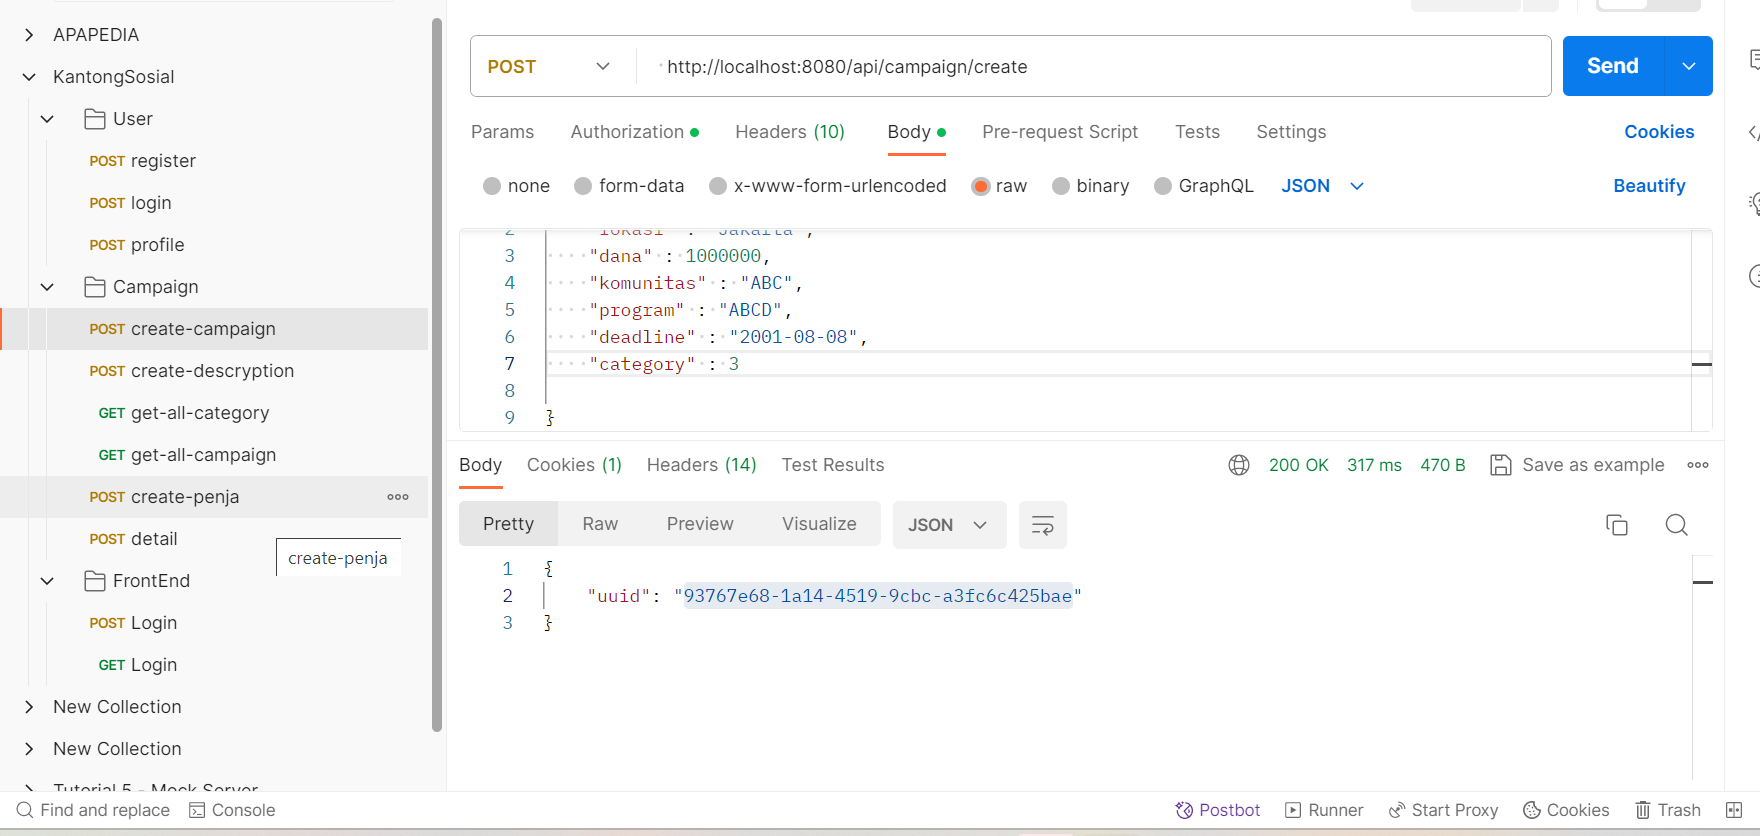 APAPEDIA
KantongSosial
User
POST register
POST login
POST profile
Campaign
POST create-campaign
POST create-descryption
GET get-all-category
GET get-all-campaign
POST create-penja
POST detail
create-penja
FrontEnd
POST Login
GET Login
New Collection
New Collection
Tutorial 5 - Mock Server
Find and replace Console
POST http://localhost:8080/api/campaign/create Send
Params Authorization Headers (10) Body Pre-request Script Tests Settings Cookies
none form-data x-www-form-urlencoded raw binary GraphQL JSON Beautify
2 "lokasi" : "Jakarta",
3 "dana" : 1000000,
4 "komunitas" : "ABC",
5 "program" : "ABCD",
6 "deadline" : "2001-08-08",
7 "category" : 3
8
9 }
Body Cookies (1) Headers (14) Test Results 200 OK 317 ms 470 B Save as example
Pretty Raw Preview Visualize JSON
1 {
2 "uuid": "93767e68-1a14-4519-9cbc-a3fc6c425bae"
3 }
Postbot Runner Start Proxy Cookies Trash